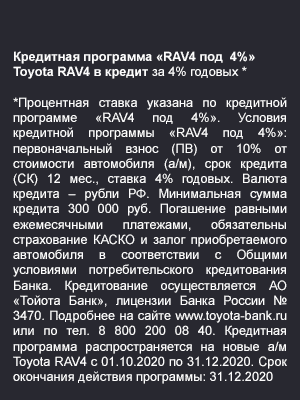 Кредитная программа «RAV4 под 4%»
Toyota RAV4 в кредит за 4% годовых *
*Процентная ставка указана по кредитной
программе «RAV4 под 4%». Условия
кредитной программы «RAV4 под 4%»:
первоначальный взнос (ПВ) от 10% от
стоимости автомобиля (а/м), срок кредита
(СК) 12 мес., ставка 4% годовых. Валюта
кредита – рубли РФ. Минимальная сумма
кредита 300 000 руб. Погашение равными
ежемесячными платежами, обязательны
страхование КАСКО и залог приобретаемого
автомобиля в соответствии с Общими
условиями потребительского кредитования
Банка. Кредитование осуществляется АО
«Тойота Банк», лицензии Банка России №
3470. Подробнее на сайте www.toyota-bank.ru
или по тел. 8 800 200 08 40. Кредитная
программа распространяется на новые а/м
Toyota RAV4 с 01.10.2020 по 31.12.2020. Срок
окончания действия программы: 31.12.2020